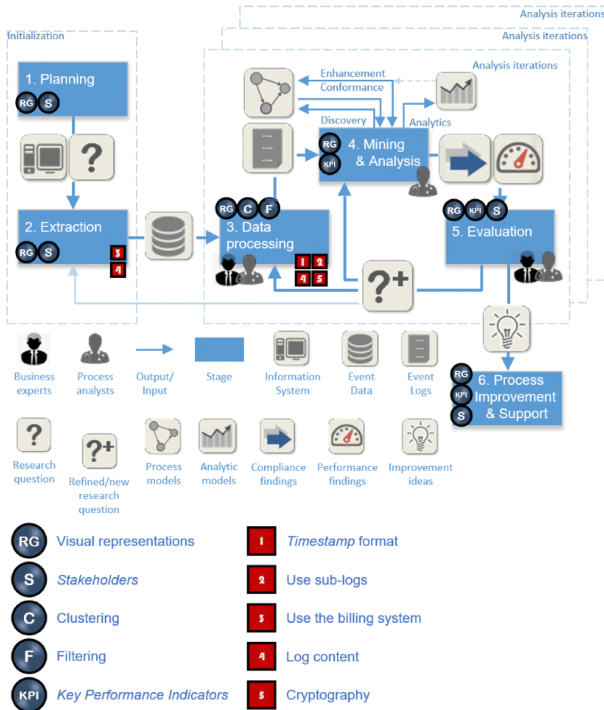 Analysis iterations
Analysis iterations
Analysis iterations
Initialization
1. Planning
RG S
?
2. Extraction
RG S
3
4
Enhancement
Conformance
Discovery
Analytics
RG
KPI
4. Mining
& Analysis
RG C F
3. Data
processing
1 2
4 5
RG KPI S
5. Evaluation
?+
RG
KPI
S
6. Process
Improvement
& Support
Business
experts
Process
analysts
Output/
Input
Stage
Information
System
Event
Data
Event
Logs
?
?+
Research
question
Refined/new
research
question
Process
models
Analytic
models
Compliance
findings
Performance
findings
Improvement
ideas
RG Visual representations
1 Timestamp format
S Stakeholders
2 Use sub-logs
C Clustering
3 Use the billing system
F Filtering
4 Log content
KPI Key Performance Indicators
5 Cryptography